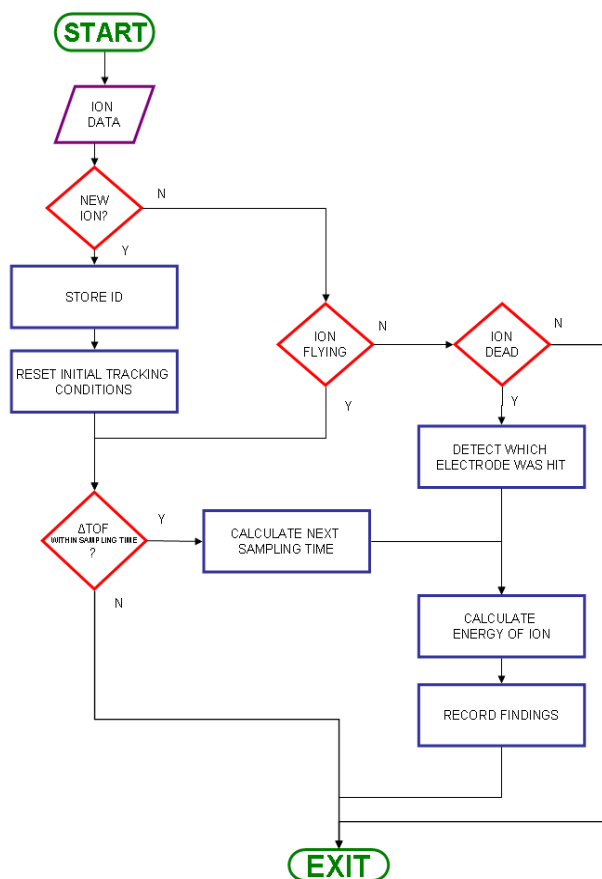 START
ION
DATA
N
NEW
ION?
Y
STORE ID
ION
FLYING
N
ION
DEAD
N
RESET INITIAL TRACKING
CONDITIONS
Y
Y
DETECT WHICH
ELECTRODE WAS HIT
ΔTOF
WITHIN SAMPLING TIME
?
Y
CALCULATE NEXT
SAMPLING TIME
N
CALCULATE
ENERGY OF ION
RECORD FINDINGS
EXIT